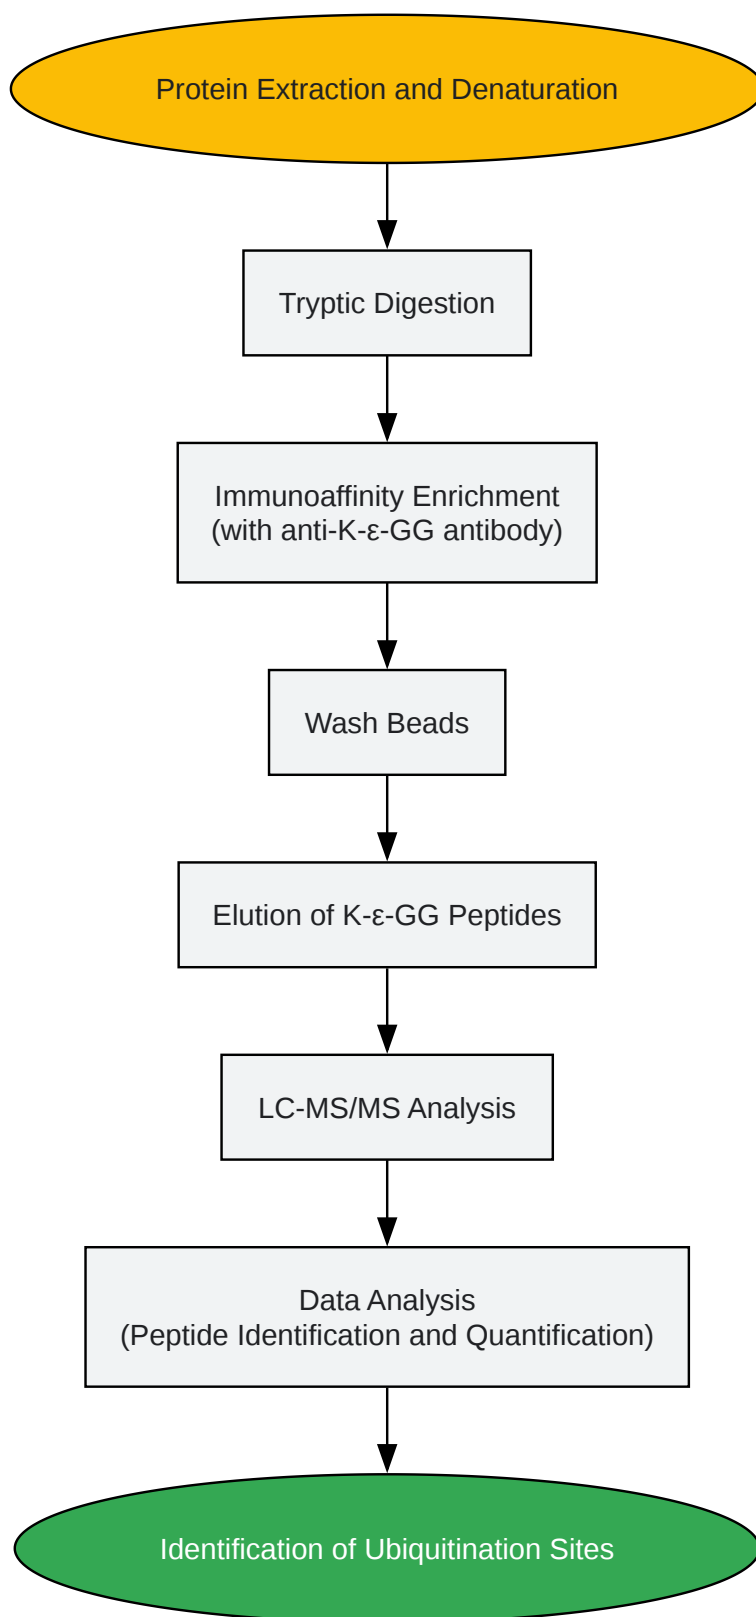 Protein Extraction and Denaturation
Tryptic Digestion
Immunoaffinity Enrichment
(with anti-K-ε-GG antibody)
Wash Beads
Elution of K-ε-GG Peptides
LC-MS/MS Analysis
Data Analysis
(Peptide Identification and Quantification)
Identification of Ubiquitination Sites